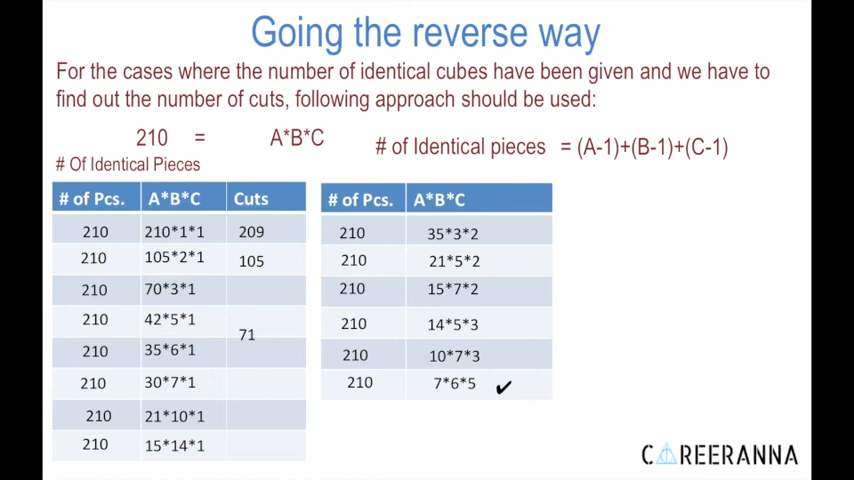 Going the reverse way
For the cases where the number of identical cubes have been given and we have to
find out the number of cuts, following approach should be used:
210 = A*B*C
# of Identical pieces = (A-1)+(B-1)+(C-1)
# Of Identical Pieces
# of Pcs. A*B*C Cuts
210 210*1*1 209
210 105*2*1 105
210 70*3*1
210 42*5*1
71
210 35*6*1
210 30*7*1
210 21*10*1
210 15*14*1
# of Pcs. A*B*C
210 35*3*2
210 21*5*2
210 15*7*2
210 14*5*3
210 10*7*3
210 7*6*5 ✔
CAREERANNA